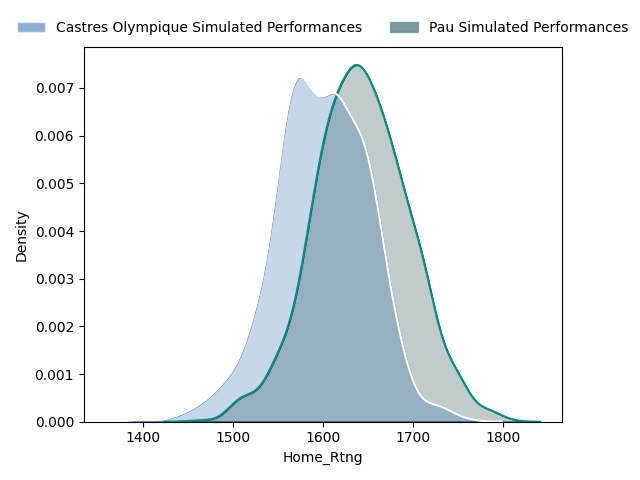 Castres Olympique Simulated Performances
Pau Simulated Performances
0.007
0.006
0.005
0.004
0.003
0.002
0.001
0.000
Density
1400 1500 1600 1700 1800
Home_Rtng